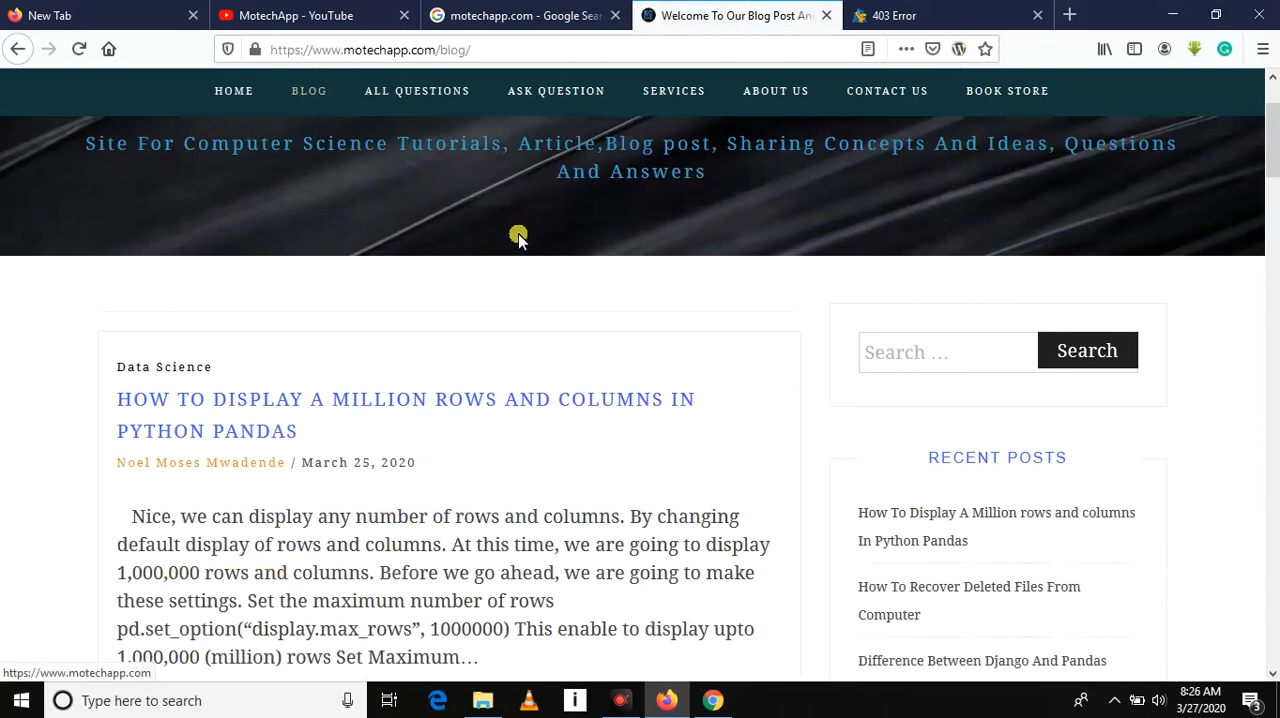 New Tab
MotechApp - YouTube
motechapp.com - Google Sear
Welcome To Our Blog Post An
403 Error
https://www.motechapp.com/blog/
HOME BLOG ALL QUESTIONS ASK QUESTION SERVICES ABOUT US CONTACT US BOOK STORE
Site For Computer Science Tutorials, Article,Blog post, Sharing Concepts And Ideas, Questions
And Answers
Data Science
HOW TO DISPLAY A MILLION ROWS AND COLUMNS IN
PYTHON PANDAS
Noel Moses Mwadende / March 25, 2020
Nice, we can display any number of rows and columns. By changing
default display of rows and columns. At this time, we are going to display
1,000,000 rows and columns. Before we go ahead, we are going to make
these settings. Set the maximum number of rows
pd.set_option(“display.max_rows”, 1000000) This enable to display upto
1,000,000 (million) rows Set Maximum…
Search …
Search
RECENT POSTS
How To Display A Million rows and columns
In Python Pandas
How To Recover Deleted Files From
Computer
Difference Between Django And Pandas
https://www.motechapp.com
Type here to search
8:26 AM
3/27/2020
3